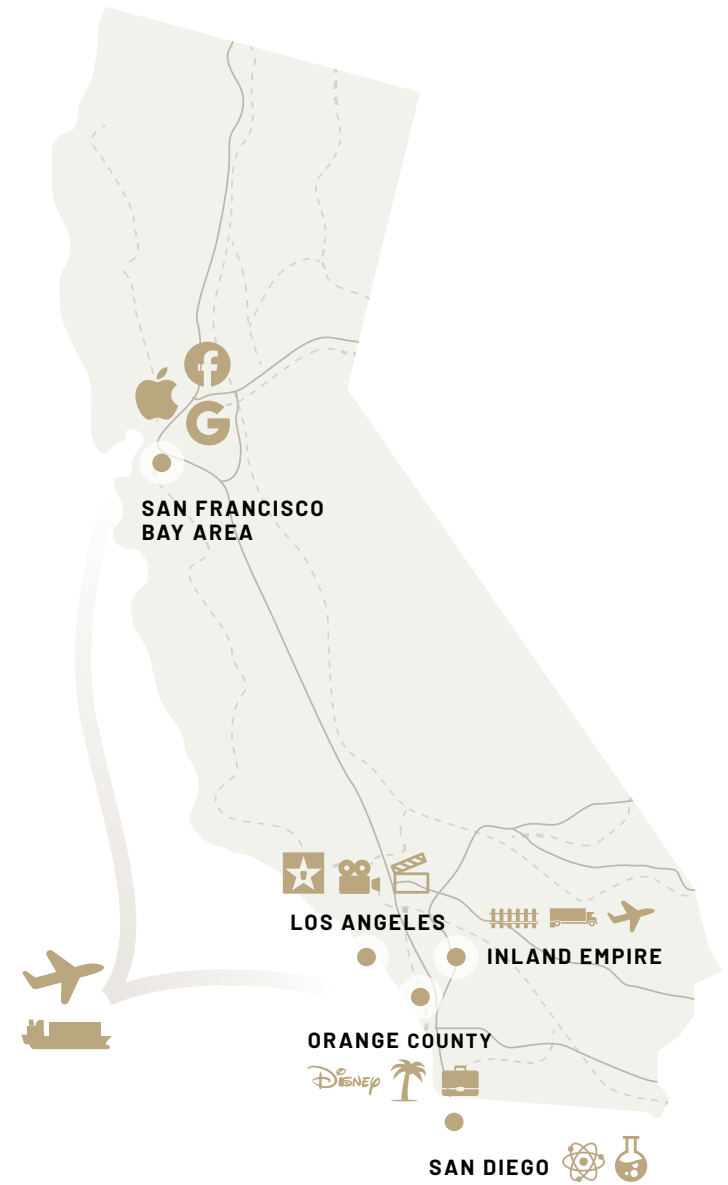 SAN FRANCISCO
BAY AREA
LOS ANGELES
INLAND EMPIRE
ORANGE COUNTY
Disney
SAN DIEGO